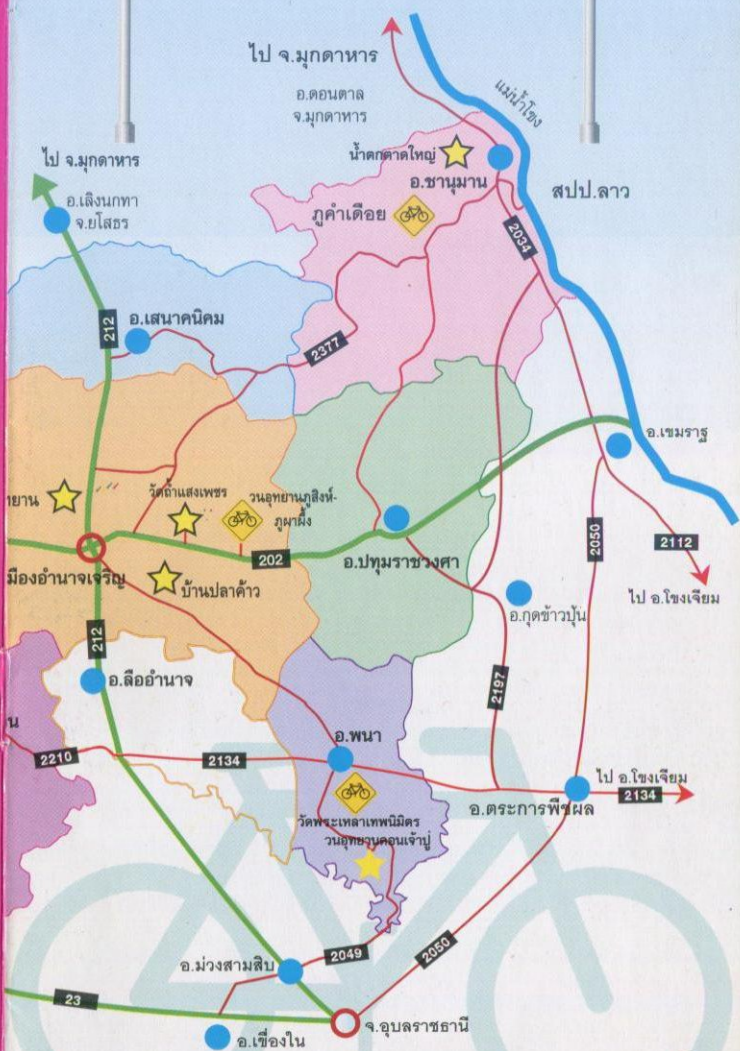 ไป จ.มุกดาหาร
อ.ดอนตาล
จ.มุกดาหาร
แม่น้ำโขง
ไป จ.มุกดาหาร
น้ำตกตาดใหญ่
อ.ชานุมาน
สปป.ลาว
อ.เลิงนกทา
จ.ยโสธร
ภูคำเดือย
2034
212
อ.เสนาคนิคม
2377
อ.เขมราฐ
วัดถ้ำแสงเพชร
วนอุทยานภูสิงห์-
ภูผาผึ้ง
ทยาน
202
อ.ปทุมราชวงศา
2050
2112
มืองอำนาจเจริญ
บ้านปลาค้าว
ไป อ.โขงเจียม
อ.กุดข้าวปุ้น
212
อ.ลืออำนาจ
2197
น
อ.พนา
2210
2134
ไป อ.โขงเจียม
2134
อ.ตระการพืชผล
วัดพระเหลาเทพนิมิตร
วนอุทยานดอนเจ้าปู่
2049
2050
อ.ม่วงสามสิบ
23
จ.อุบลราชธานี
อ.เขื่องใน